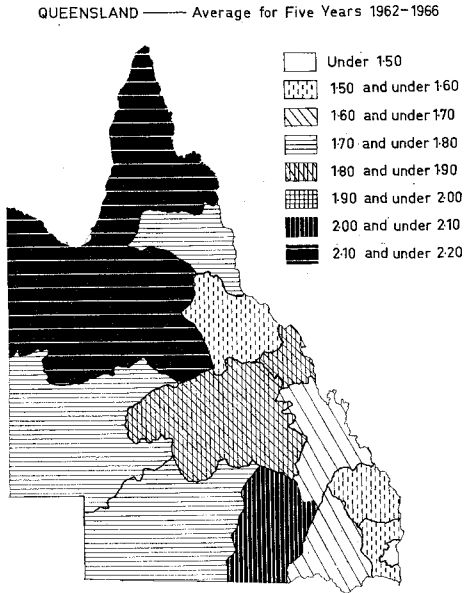 QUEENSLAND —— Average for Five Years 1962-1966
Under 1·50
1·50 and under 1·60
1·60 and under 1·70
1·70 and under 1·80
1·80 and under 1·90
1·90 and under 2·00
2·00 and under 2·10
2·10 and under 2·20